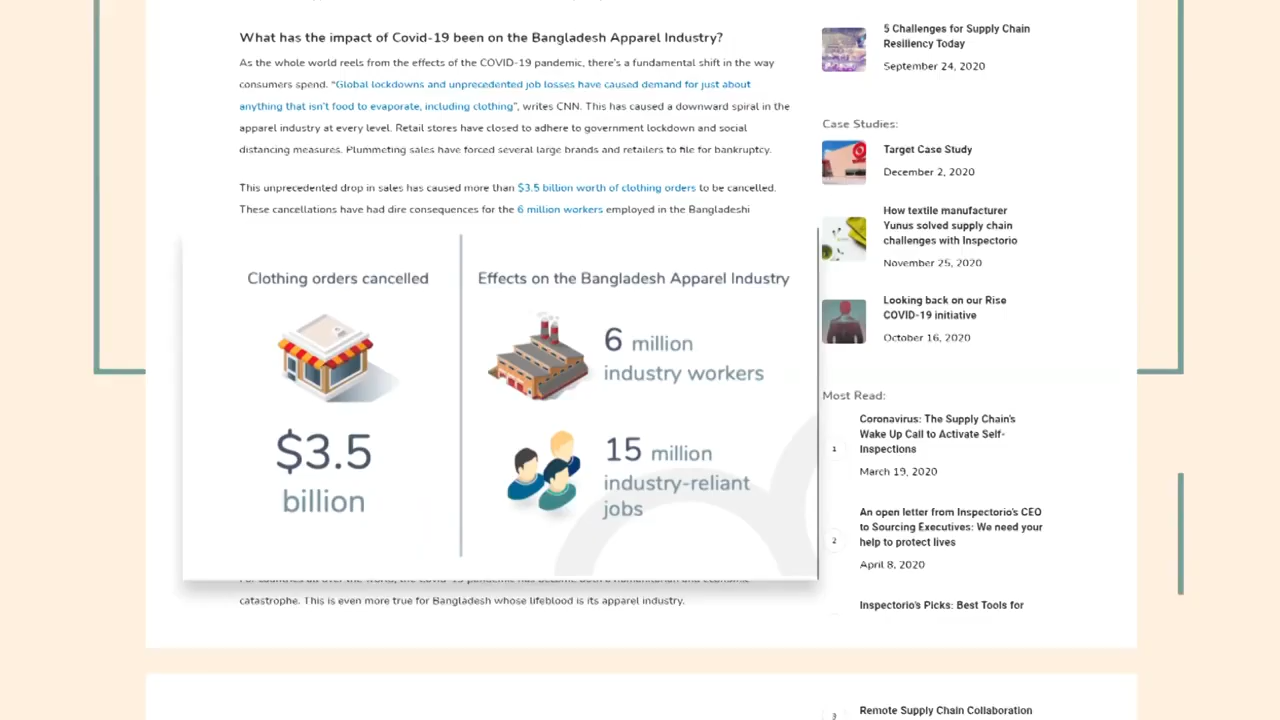 What has the impact of Covid-19 been on the Bangladesh Apparel Industry?
As the whole world reels from the effects of the COVID-19 pandemic, there's a fundamental shift in the way
consumers spend. "Global lockdowns and unprecedented job losses have caused demand for just about
anything that isn't food to evaporate, including clothing", writes CNN. This has caused a downward spiral in the
apparel industry at every level. Retail stores have closed to adhere to government lockdown and social
distancing measures. Plummeting sales have forced several large brands and retailers to file for bankruptcy.
This unprecedented drop in sales has caused more than $3.5 billion worth of clothing orders to be cancelled.
These cancellations have had dire consequences for the 6 million workers employed in the Bangladeshi
Clothing orders cancelled
$3.5
billion
Effects on the Bangladesh Apparel Industry
6 million
industry workers
15 million
industry-reliant
jobs
catastrophe. This is even more true for Bangladesh whose lifeblood is its apparel industry.
5 Challenges for Supply Chain
Resiliency Today
September 24, 2020
Case Studies:
Target Case Study
December 2, 2020
How textile manufacturer
Yunus solved supply chain
challenges with Inspectorio
November 25, 2020
Looking back on our Rise
COVID-19 initiative
October 16, 2020
Most Read:
1
Coronavirus: The Supply Chain's
Wake Up Call to Activate Self-
Inspections
March 19, 2020
2
An open letter from Inspectorio's CEO
to Sourcing Executives: We need your
help to protect lives
April 8, 2020
Inspectorio's Picks: Best Tools for
3
Remote Supply Chain Collaboration